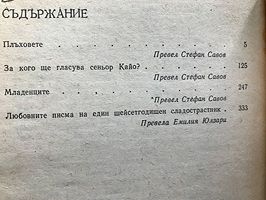 СЪДЪРЖАНИЕ
Плъховете . . . . . . . . . . 5
Превел Стефан Савов
За кого ще гласува сеньор Кайо? . . . . . 125
Превел Стефан Савов
Младенците . . . . . . . . . . 247
Превел Стефан Савов
Любовните писма на един шейсетгодишен сладострастник . 333
Превела Емилия Юлзари